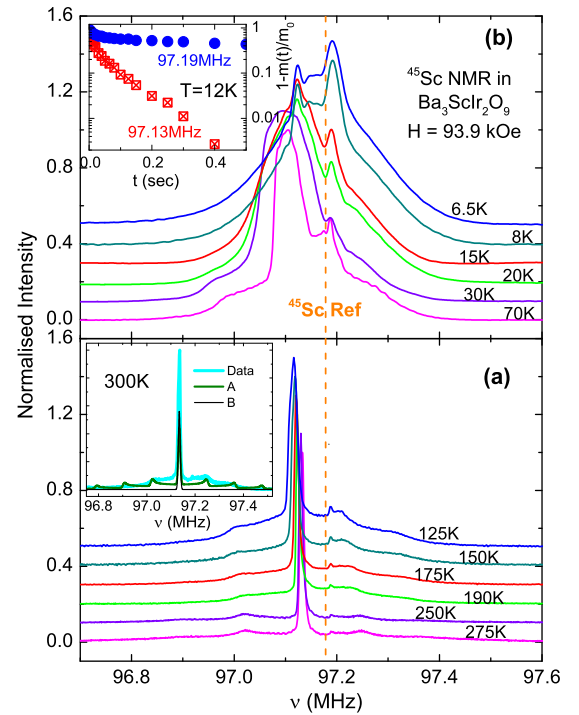 1.6
1.2
0.8
0.4
0.0
(b)
⁴⁵Sc NMR in
Ba₃ScIr₂O₉
H = 93.9 kOe
97.19MHz
T=12K
97.13MHz
1
0.1
0.01
1-m(t)/m₀
0.0
0.2
0.4
t (sec)
6.5K
8K
15K
20K
30K
70K
⁴⁵Sc Ref
Normalised Intensity
1.6
1.2
0.8
0.4
0.0
(a)
300K
Data
A
B
96.8
97.0
97.2
97.4
ν (MHz)
125K
150K
175K
190K
250K
275K
96.8
97.0
97.2
97.4
97.6
ν (MHz)